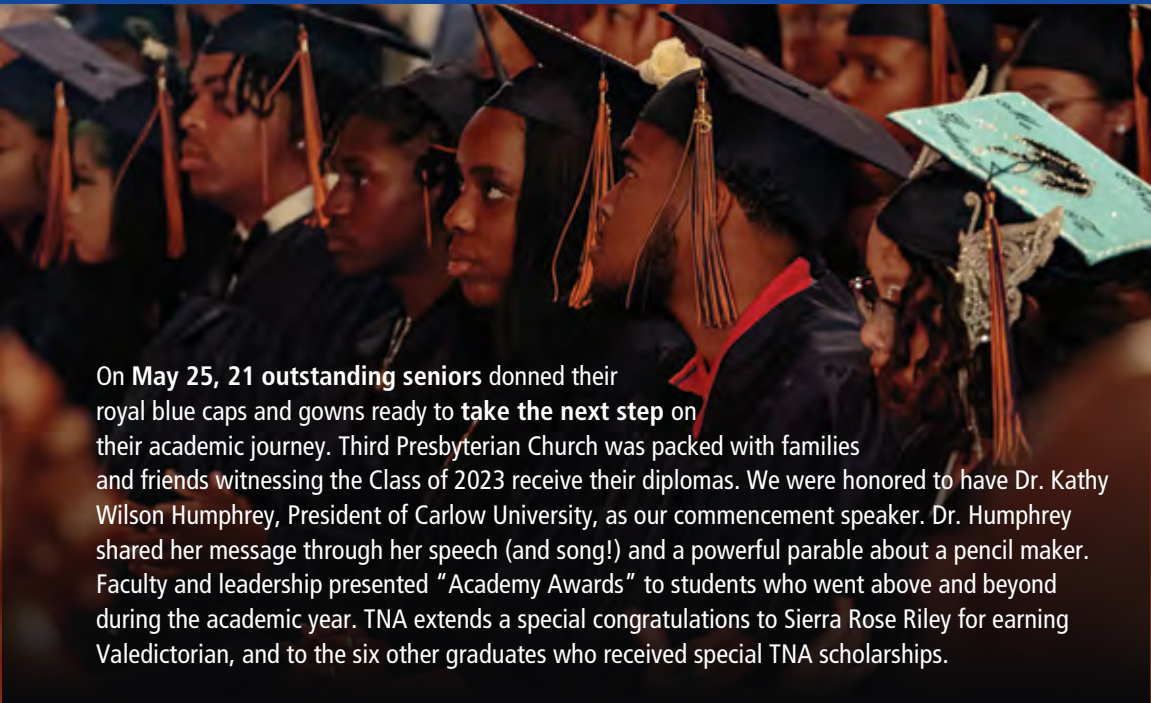 On May 25, 21 outstanding seniors donned their
royal blue caps and gowns ready to take the next step on
their academic journey. Third Presbyterian Church was packed with families
and friends witnessing the Class of 2023 receive their diplomas. We were honored to have Dr. Kathy
Wilson Humphrey, President of Carlow University, as our commencement speaker. Dr. Humphrey
shared her message through her speech (and song!) and a powerful parable about a pencil maker.
Faculty and leadership presented “Academy Awards” to students who went above and beyond
during the academic year. TNA extends a special congratulations to Sierra Rose Riley for earning
Valedictorian, and to the six other graduates who received special TNA scholarships.